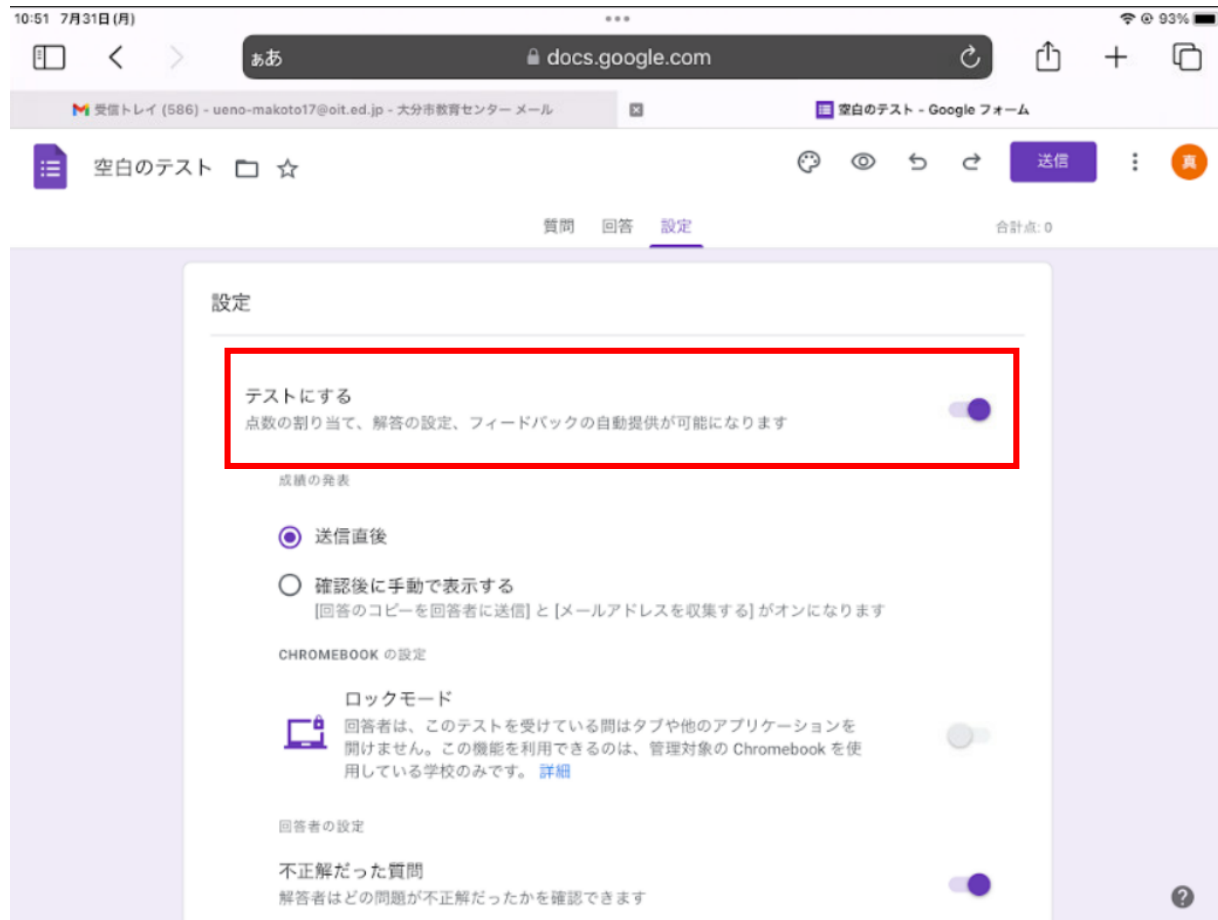 10:51 7月31日(月)
93%
ぁあ docs.google.com
受信トレイ (586) - ueno-makoto17@oit.ed.jp - 大分市教育センター メール
空白のテスト - Google フォーム
空白のテスト
送信
真
質問 回答 設定
合計点: 0
設定
テストにする
点数の割り当て、解答の設定、フィードバックの自動提供が可能になります
成績の発表
送信直後
確認後に手動で表示する
[回答のコピーを回答者に送信] と [メールアドレスを収集する] がオンになります
CHROMEBOOK の設定
ロックモード
回答者は、このテストを受けている間はタブや他のアプリケーションを
開けません。この機能を利用できるのは、管理対象の Chromebook を使
用している学校のみです。 詳細
回答者の設定
不正解だった質問
解答者はどの問題が不正解だったかを確認できます